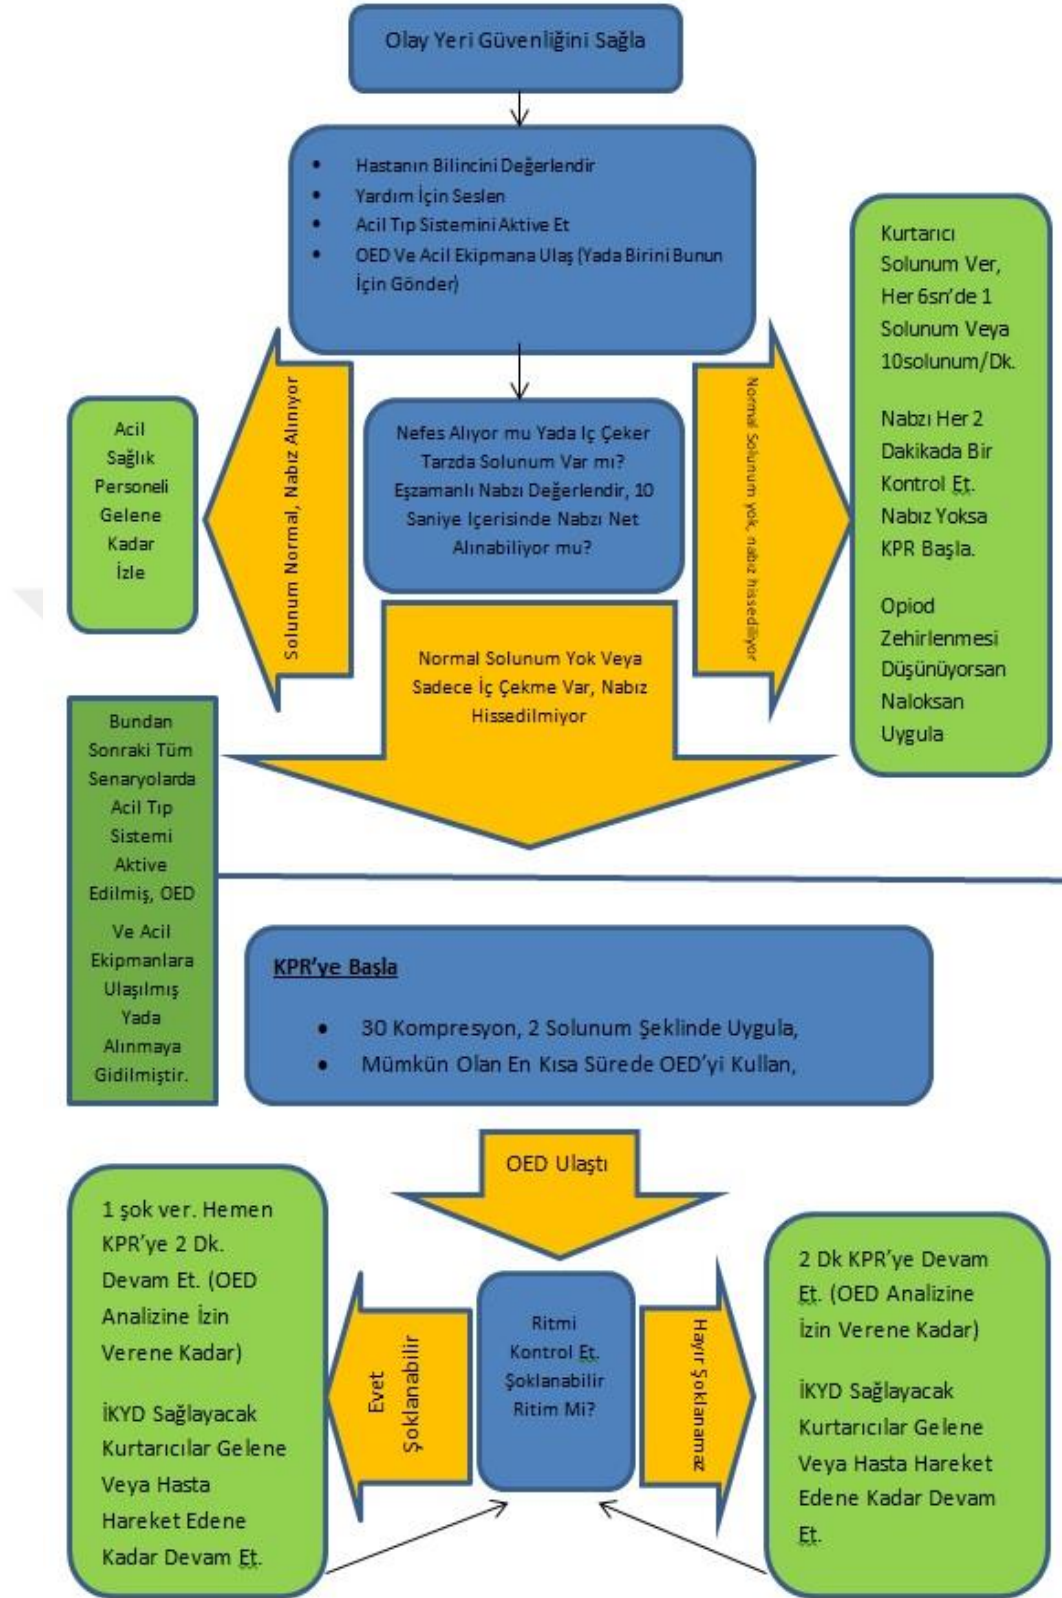 Olay Yeri Güvenliğini Sağla
• Hastanın Bilincini Değerlendir
• Yardım İçin Seslen
• Acil Tıp Sistemini Aktive Et
• OED Ve Acil Ekipmana Ulaş (Yada Birini Bunun
İçin Gönder)
Acil
Sağlık
Personeli
Gelene
Kadar
İzle
Solunum Normal, Nabız Alınıyor
Nefes Alıyor mu Yada Iç Çeker
Tarzda Solunum Var mı?
Eşzamanlı Nabzı Değerlendir, 10
Saniye Içerisinde Nabzı Net
Alınabiliyor mu?
Normal Solunum yok, nabız hissediliyor
Kurtarıcı
Solunum Ver,
Her 6sn’de 1
Solunum Veya
10solunum/Dk.
Nabzı Her 2
Dakikada Bir
Kontrol Et.
Nabız Yoksa
KPR Başla.
Opiod
Zehirlenmesi
Düşünüyorsan
Naloksan
Uygula
Normal Solunum Yok Veya
Sadece İç Çekme Var, Nabız
Hissedilmiyor
Bundan
Sonraki Tüm
Senaryolarda
Acil Tıp
Sistemi
Aktive
Edilmiş, OED
Ve Acil
Ekipmanlara
Ulaşılmış
Yada
Alınmaya
Gidilmiştir.
KPR’ye Başla
• 30 Kompresyon, 2 Solunum Şeklinde Uygula,
• Mümkün Olan En Kısa Sürede OED’yi Kullan,
OED Ulaştı
1 şok ver. Hemen
KPR’ye 2 Dk.
Devam Et. (OED
Analizine İzin
Verene Kadar)
İKYD Sağlayacak
Kurtarıcılar Gelene
Veya Hasta
Hareket Edene
Kadar Devam Et.
Evet
Şoklanabilir
Ritmi
Kontrol Et.
Şoklanabilir
Ritim Mi?
Hayır Şoklanamaz
2 Dk KPR’ye Devam
Et. (OED Analizine
İzin Verene Kadar)
İKYD Sağlayacak
Kurtarıcılar Gelene
Veya Hasta Hareket
Edene Kadar Devam
Et.